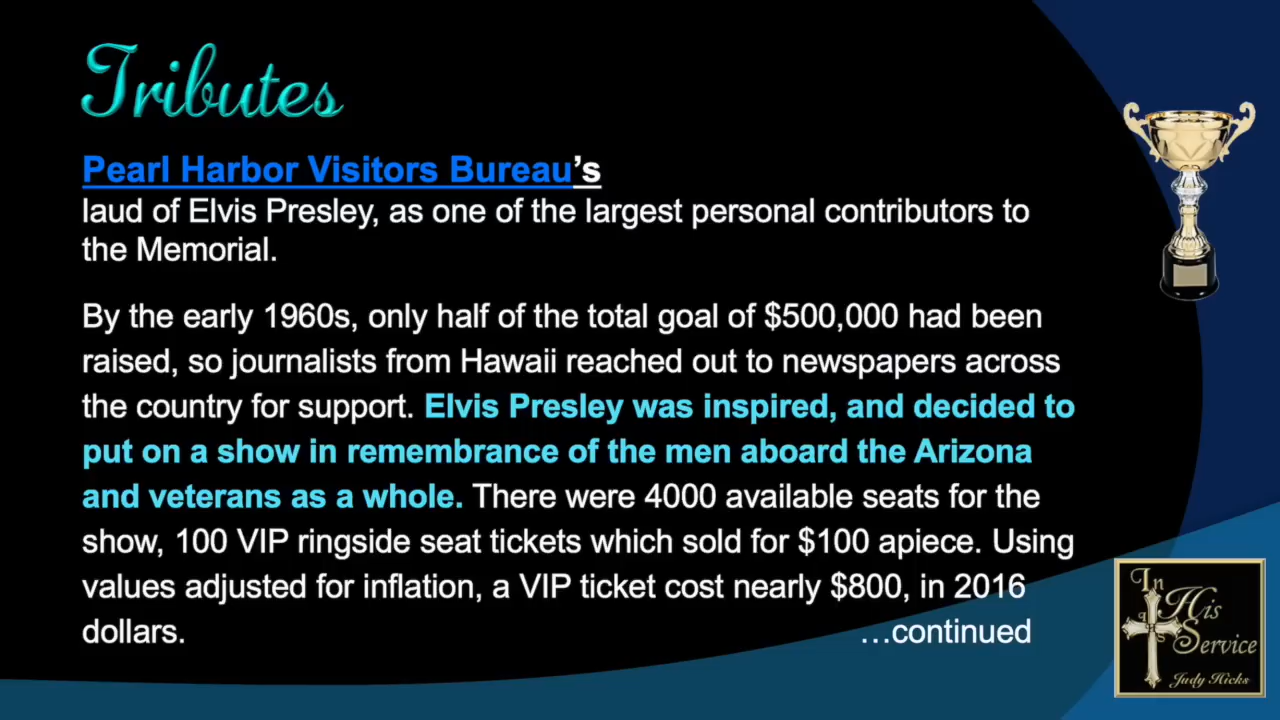 Tributes
Pearl Harbor Visitors Bureau’s
laud of Elvis Presley, as one of the largest personal contributors to
the Memorial.
By the early 1960s, only half of the total goal of $500,000 had been
raised, so journalists from Hawaii reached out to newspapers across
the country for support. Elvis Presley was inspired, and decided to
put on a show in remembrance of the men aboard the Arizona
and veterans as a whole. There were 4000 available seats for the
show, 100 VIP ringside seat tickets which sold for $100 apiece. Using
values adjusted for inflation, a VIP ticket cost nearly $800, in 2016
dollars. …continued
In
His
Service
Judy Hicks